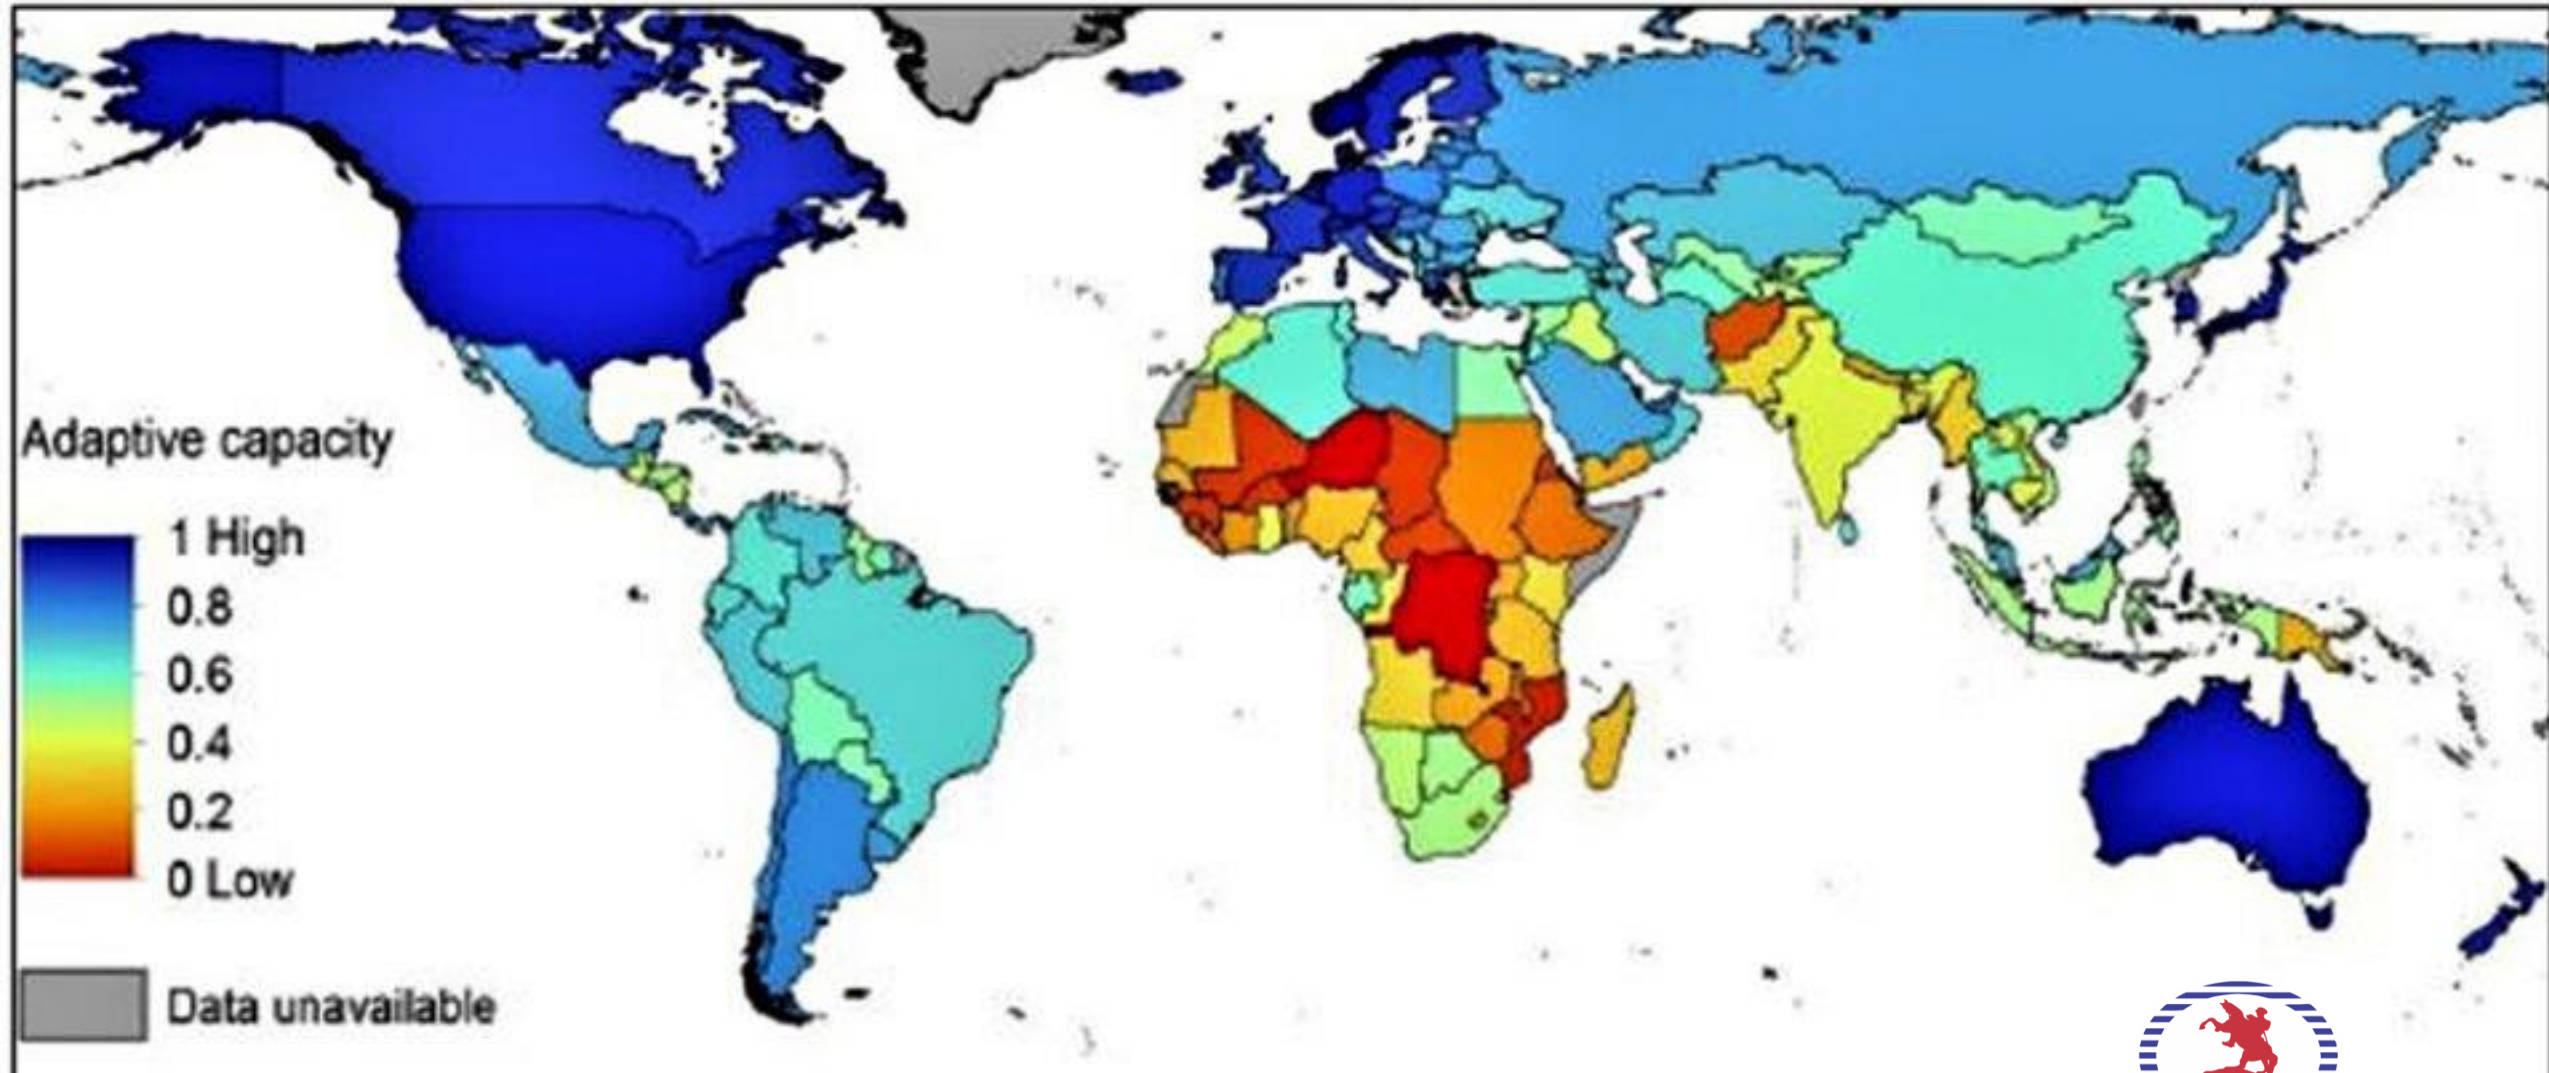 Adaptive capacity
1 High
0.8
0.6
0.4
0.2
0 Low
Data unavailable